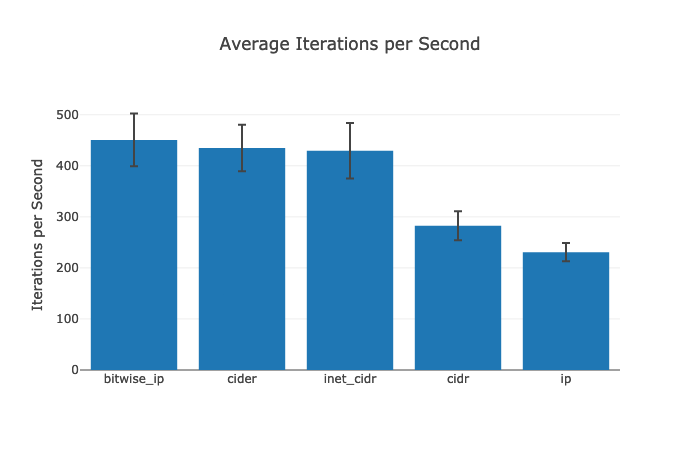 Average Iterations per Second
Iterations per Second
500
400
300
200
100
0
bitwise_ip cider inet_cidr cidr ip